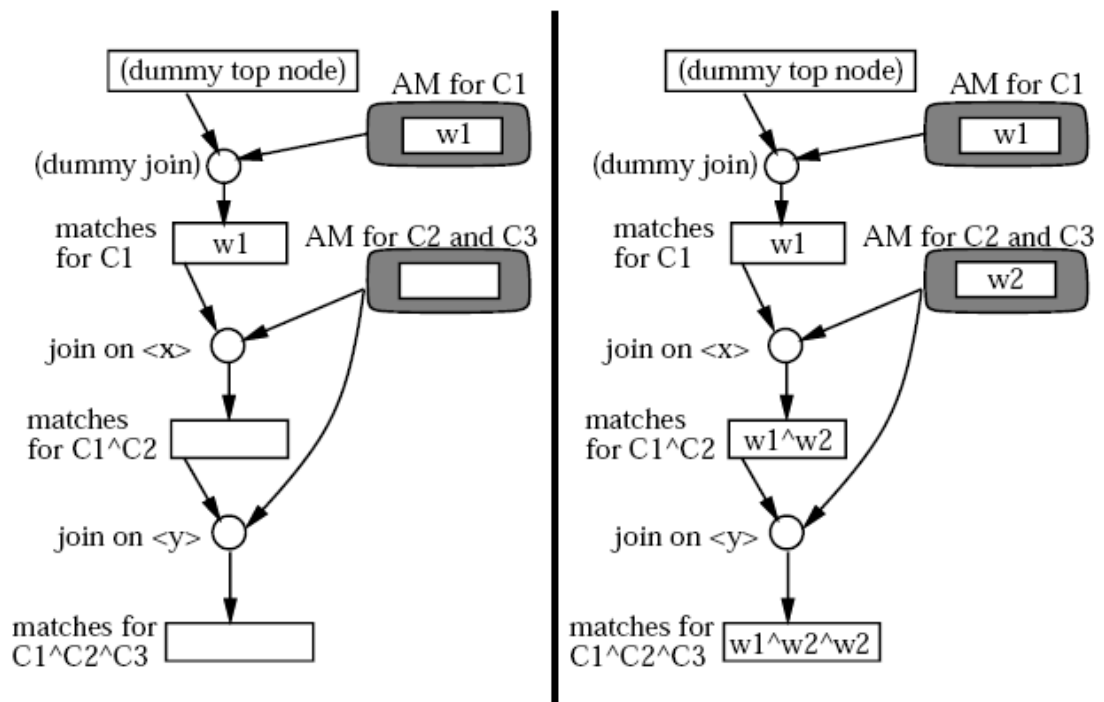 (dummy top node)
AM for C1
w1
(dummy join)
matches
for C1
w1
AM for C2 and C3
join on <x>
matches
for C1^C2
join on <y>
matches for
C1^C2^C3
(dummy top node)
AM for C1
w1
(dummy join)
matches
for C1
w1
AM for C2 and C3
w2
join on <x>
matches
for C1^C2
w1^w2
join on <y>
matches for
C1^C2^C3
w1^w2^w2